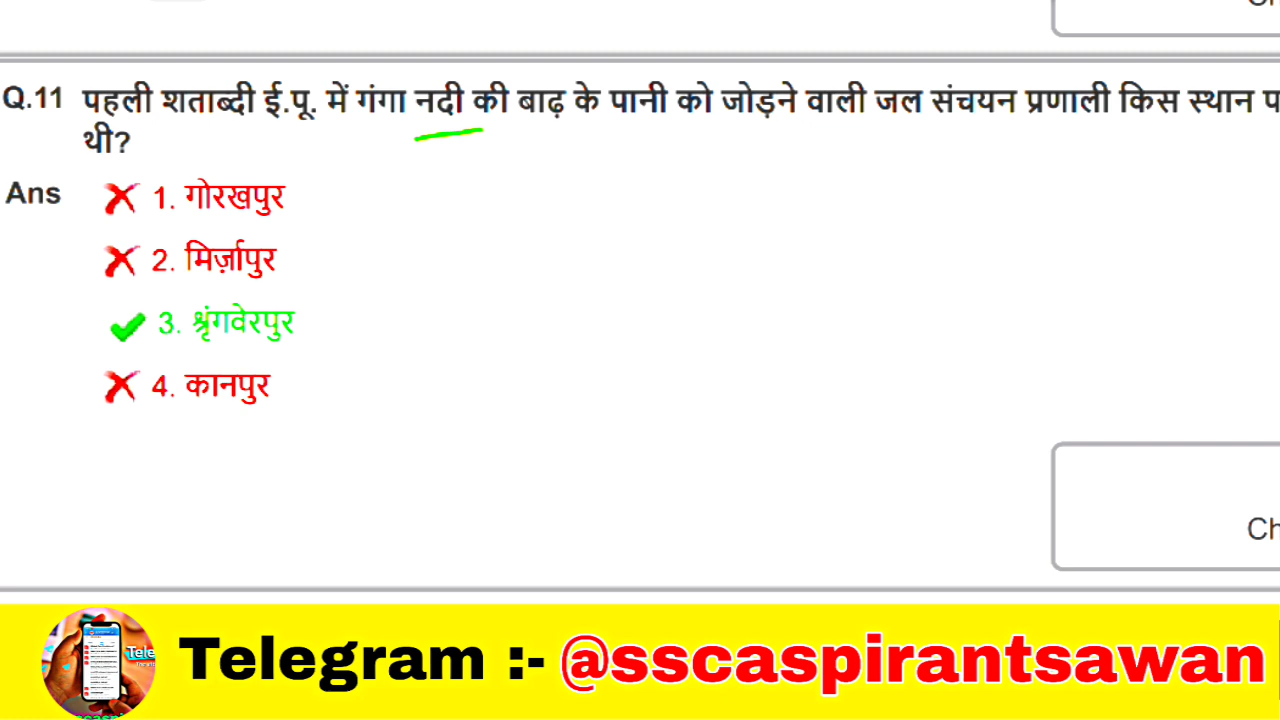 Q.11 पहली शताब्दी ई.पू. में गंगा नदी की बाढ़ के पानी को जोड़ने वाली जल संचयन प्रणाली किस स्थान
थी?
Ans
1. गोरखपुर
2. मिर्ज़ापुर
3. श्रृंगवेरपुर
4. कानपुर
Ch
Telegram :- @sscaspirantsawan